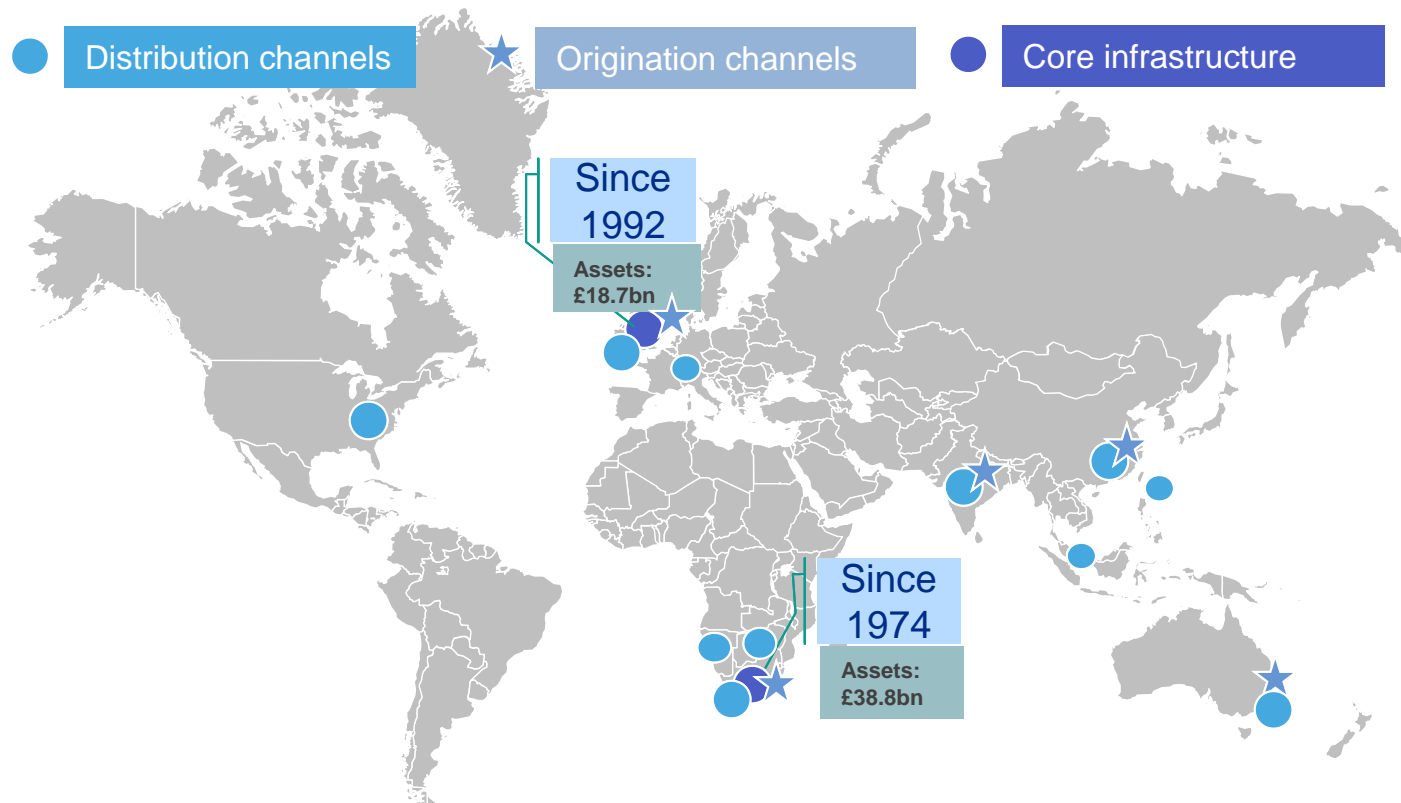 Distribution channels
Origination channels
Core infrastructure
Since
1992
Assets:
£18.7bn
Since
1974
Assets:
£38.8bn